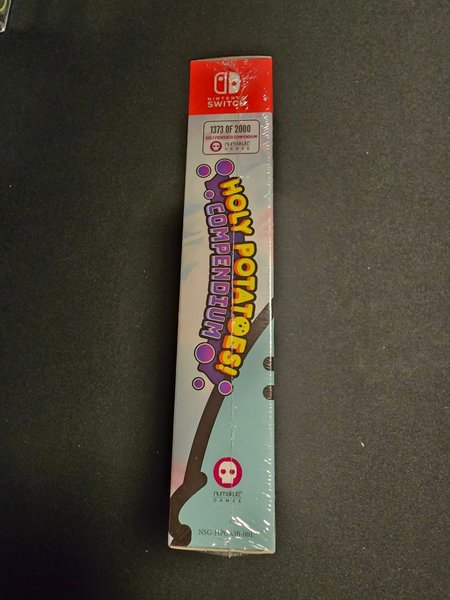 NINTENDO
SWITCH
1373 OF 2000
HOLY POTATOES! COMPENDIUM
numskull
GAMES
HOLY POTATOES!
COMPENDIUM
numskull
GAMES